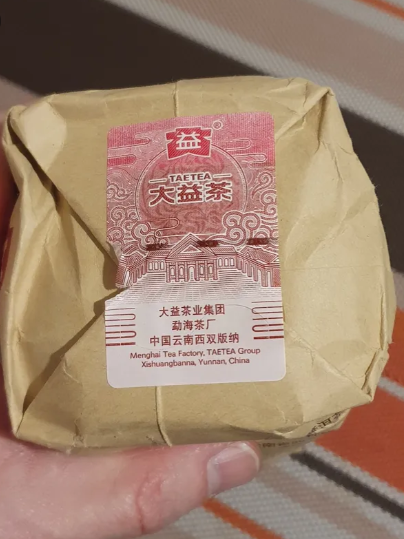 益
®
TAETEA
大益茶
大益茶业集团
勐海茶厂
中国云南西双版纳
Menghai Tea Factory, TAETEA Group
Xishuangbanna, Yunnan, China